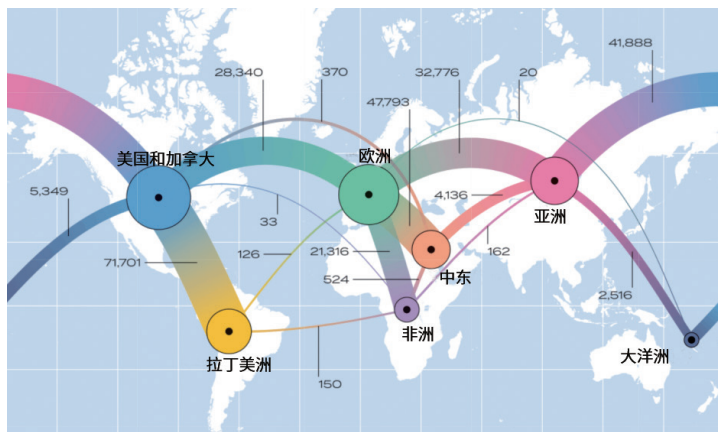 41,888
28,340
370
32,776
20
47,793
美国和加拿大
欧洲
5,349
4,136
亚洲
33
126
21,316
162
71,701
524
中东
2,516
非洲
大洋洲
拉丁美洲
150